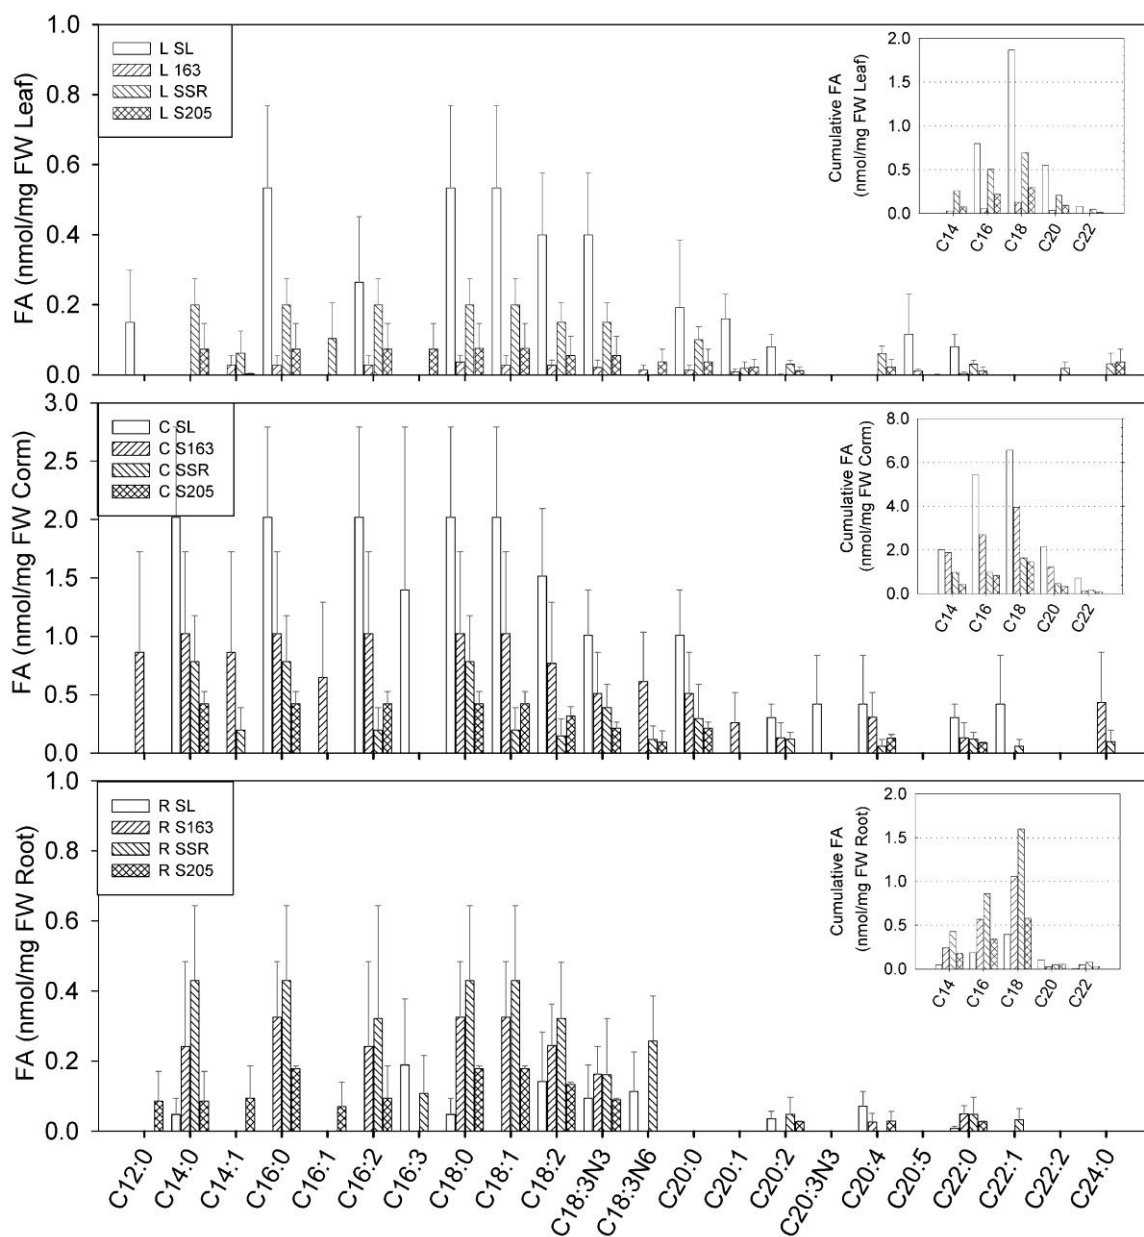 FA (nmol/mg FW Leaf)
1.0
0.8
0.6
0.4
0.2
0.0
L SL
L 163
L SSR
L S205
Cumulative FA
(nmol/mg FW Leaf)
2.0
1.5
1.0
0.5
0.0
C14
C16
C18
C20
C22
FA (nmol/mg FW Corm)
3.0
2.5
2.0
1.5
1.0
0.5
0.0
C SL
C S163
C SSR
C S205
Cumulative FA
(nmol/mg FW Corm)
8.0
6.0
4.0
2.0
0.0
C14
C16
C18
C20
C22
FA (nmol/mg FW Root)
1.0
0.8
0.6
0.4
0.2
0.0
R SL
R S163
R SSR
R S205
Cumulative FA
(nmol/mg FW Root)
2.0
1.5
1.0
0.5
0.0
C14
C16
C18
C20
C22
C12:0
C14:0
C14:1
C16:0
C16:1
C16:2
C16:3
C18:0
C18:1
C18:2
C18:3N3
C18:3N6
C20:0
C20:1
C20:2
C20:3N3
C20:4
C20:5
C22:0
C22:1
C22:2
C24:0